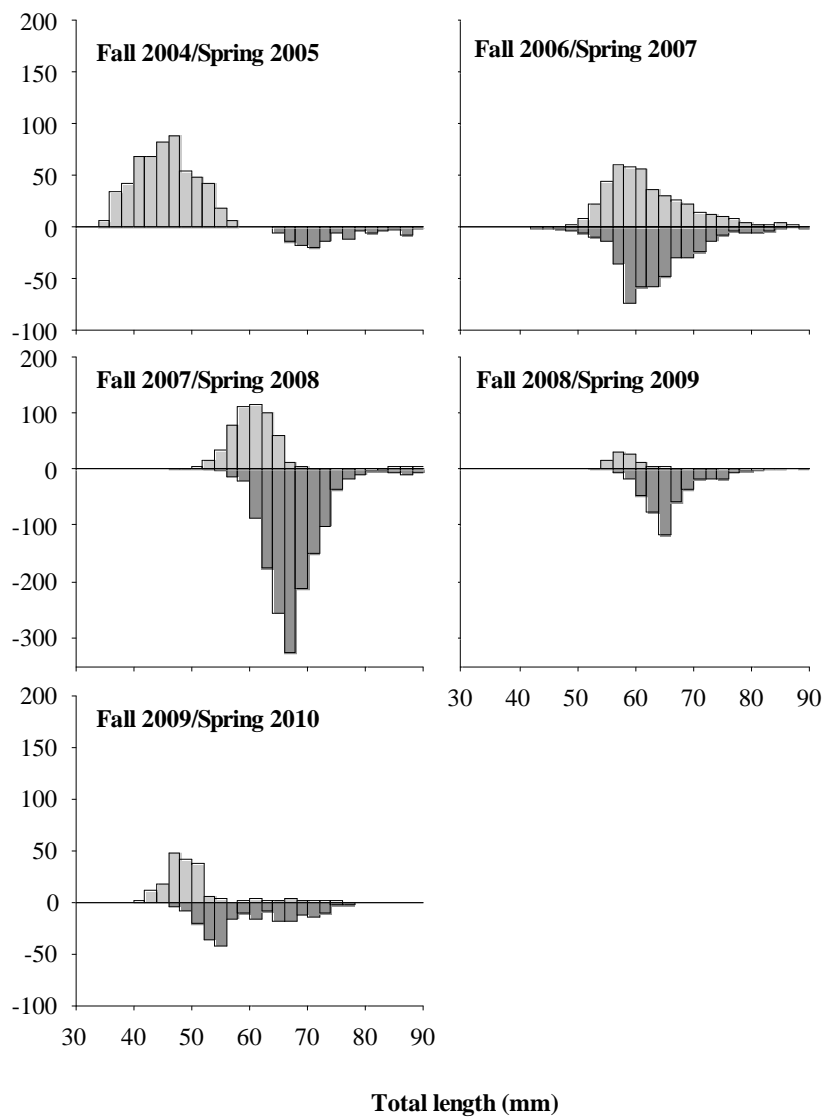 Fall 2004/Spring 2005
200
150
100
50
0
-50
-100
Fall 2006/Spring 2007
Fall 2007/Spring 2008
200
100
0
-100
-200
-300
Fall 2008/Spring 2009
30 40 50 60 70 80 90
Fall 2009/Spring 2010
200
150
100
50
0
-50
-100
30 40 50 60 70 80 90
Total length (mm)